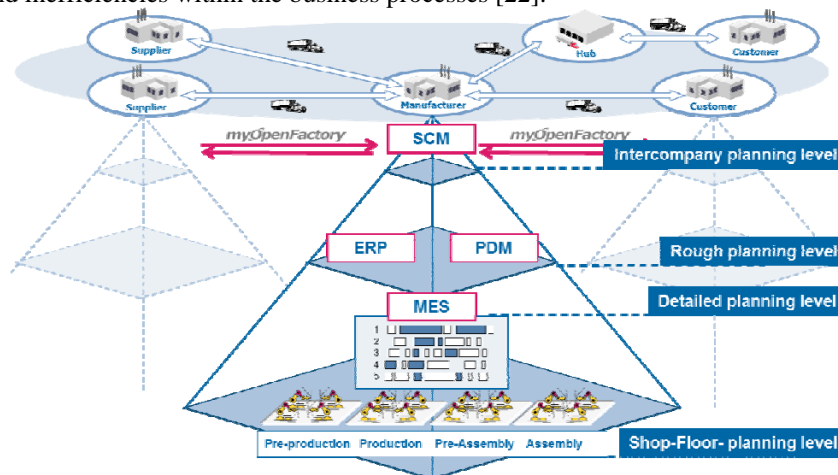 and inefficiencies within the business processes [22].
Supplier
Hub
Customer
Supplier
Manufacturer
Customer
myOpenFactory
SCM
myOpenFactory
Intercompany planning level
ERP
PDM
Rough planning level
MES
Detailed planning level
1
2
3
4
5
Pre-production Production Pre-Assembly Assembly
Shop-Floor- planning level